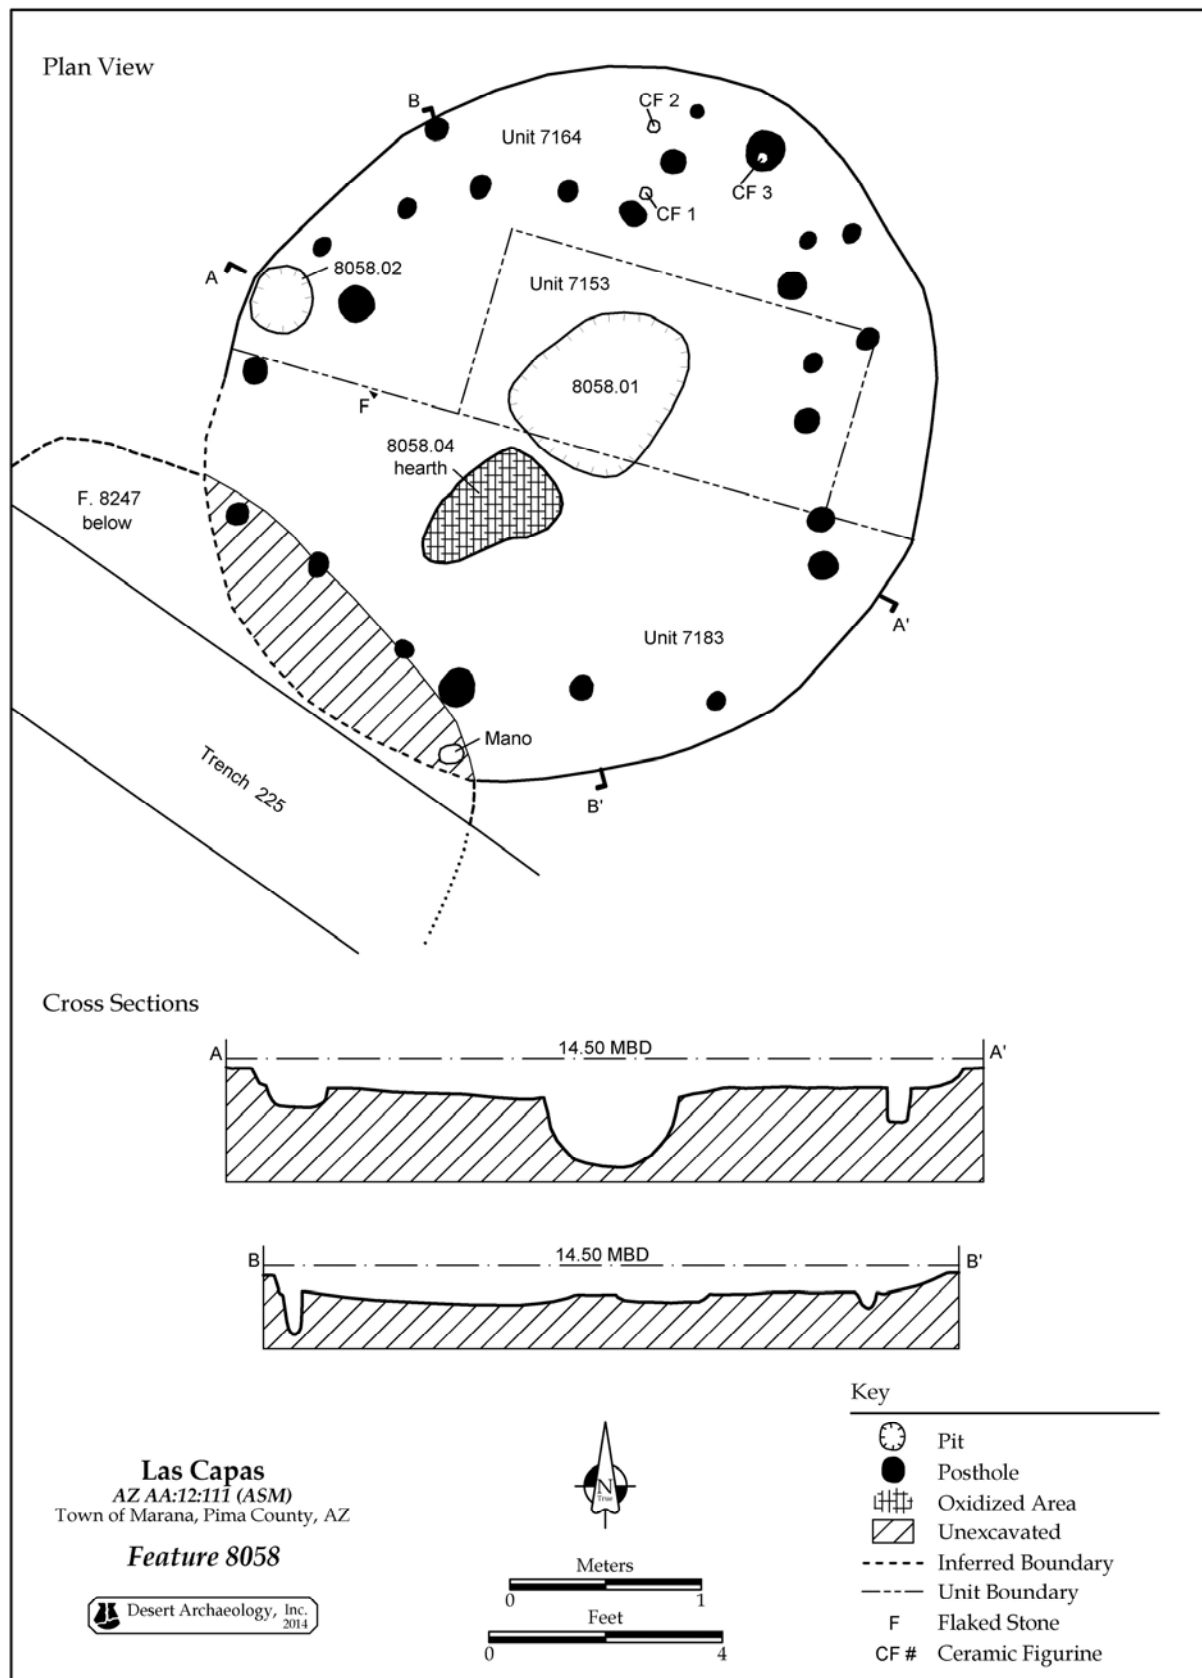 Plan View
B
CF 2
Unit 7164
CF 3
CF 1
A
8058.02
Unit 7153
8058.01
F
8058.04
hearth
F. 8247
below
A'
Unit 7183
Mano
Trench 225
B'
Cross Sections
A
14.50 MBD
A'
B
14.50 MBD
B'
Key
Pit
Posthole
Oxidized Area
Unexcavated
Inferred Boundary
Unit Boundary
F Flaked Stone
CF # Ceramic Figurine
Las Capas
AZ AA:12:111 (ASM)
Town of Marana, Pima County, AZ
Feature 8058
Desert Archaeology, Inc.
2014
N
True
Meters
0 1
Feet
0 4